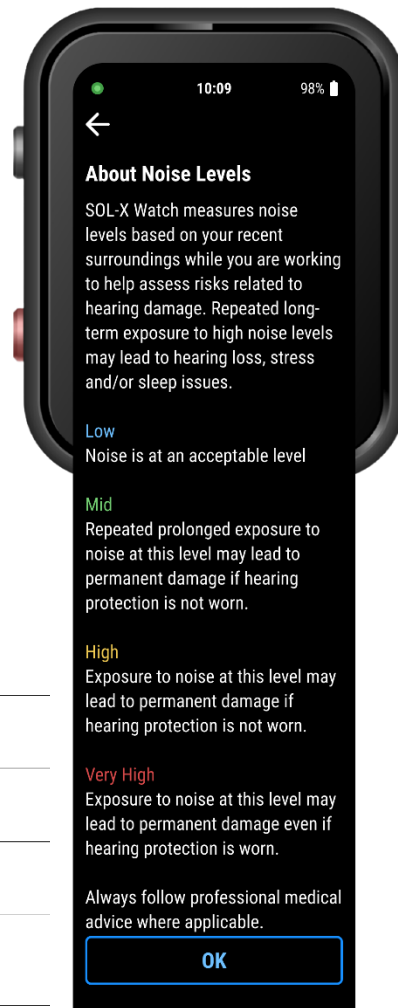 10:09 98%
About Noise Levels
SOL-X Watch measures noise
levels based on your recent
surroundings while you are working
to help assess risks related to
hearing damage. Repeated long-
term exposure to high noise levels
may lead to hearing loss, stress
and/or sleep issues.
Low
Noise is at an acceptable level
Mid
Repeated prolonged exposure to
noise at this level may lead to
permanent damage if hearing
protection is not worn.
High
Exposure to noise at this level may
lead to permanent damage if
hearing protection is not worn.
Very High
Exposure to noise at this level may
lead to permanent damage even if
hearing protection is worn.
Always follow professional medical
advice where applicable.
OK